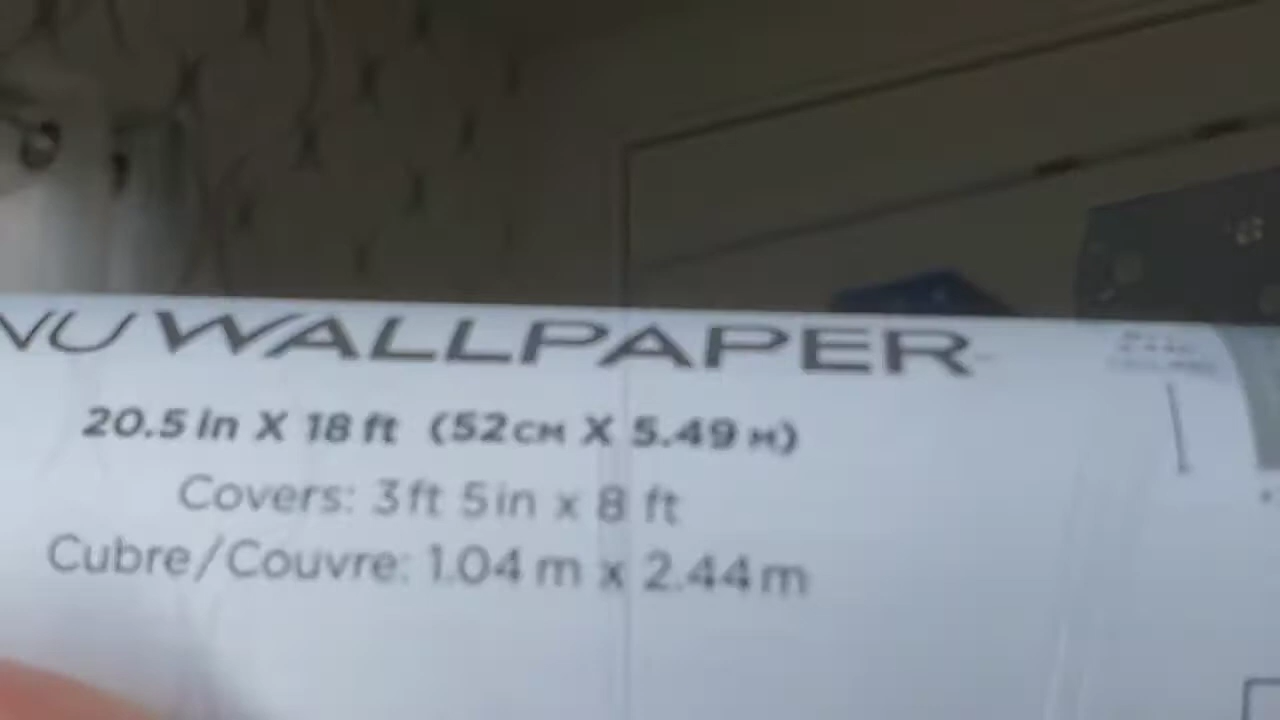 NUWALLPAPER
20.5 in X 18 ft (52 CM X 5.49 M)
Covers: 3ft 5in x 8 ft
Cubre/Couvre: 1.04 m x 2.44 m